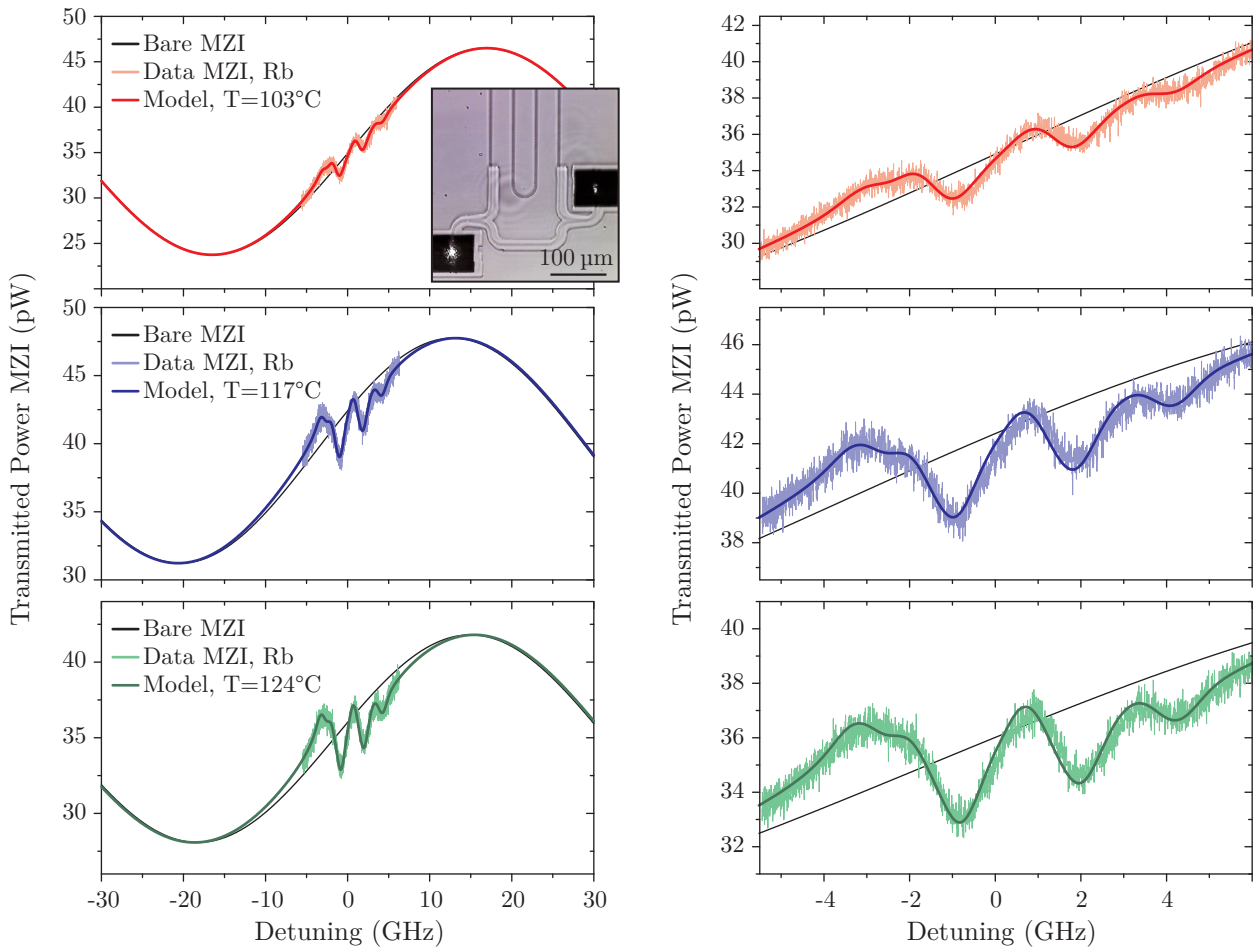 Transmitted Power MZI (pW)
50
45
40
35
30
25
Bare MZI
Data MZI, Rb
Model, T=103°C
100 µm
50
45
40
35
30
Bare MZI
Data MZI, Rb
Model, T=117°C
40
35
30
Bare MZI
Data MZI, Rb
Model, T=124°C
-30 -20 -10 0 10 20 30
Detuning (GHz)
Transmitted Power MZI (pW)
42
40
38
36
34
32
30
46
44
42
40
38
40
38
36
34
32
-4 -2 0 2 4
Detuning (GHz)